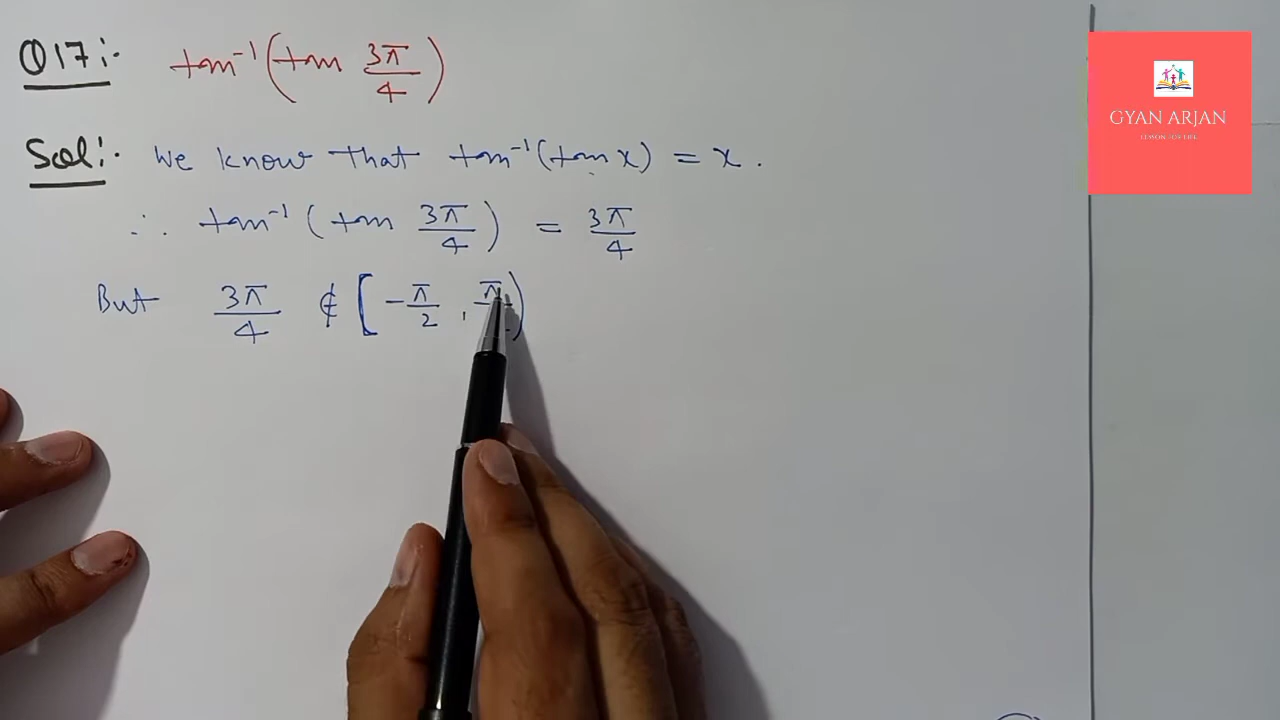 Q17:- tan⁻¹(tan 3π/4)
Sol:- We know that tan⁻¹(tan x) = x.
∴ tan⁻¹(tan 3π/4) = 3π/4
But 3π/4 ∉ [-π/2, π
GYAN ARJAN